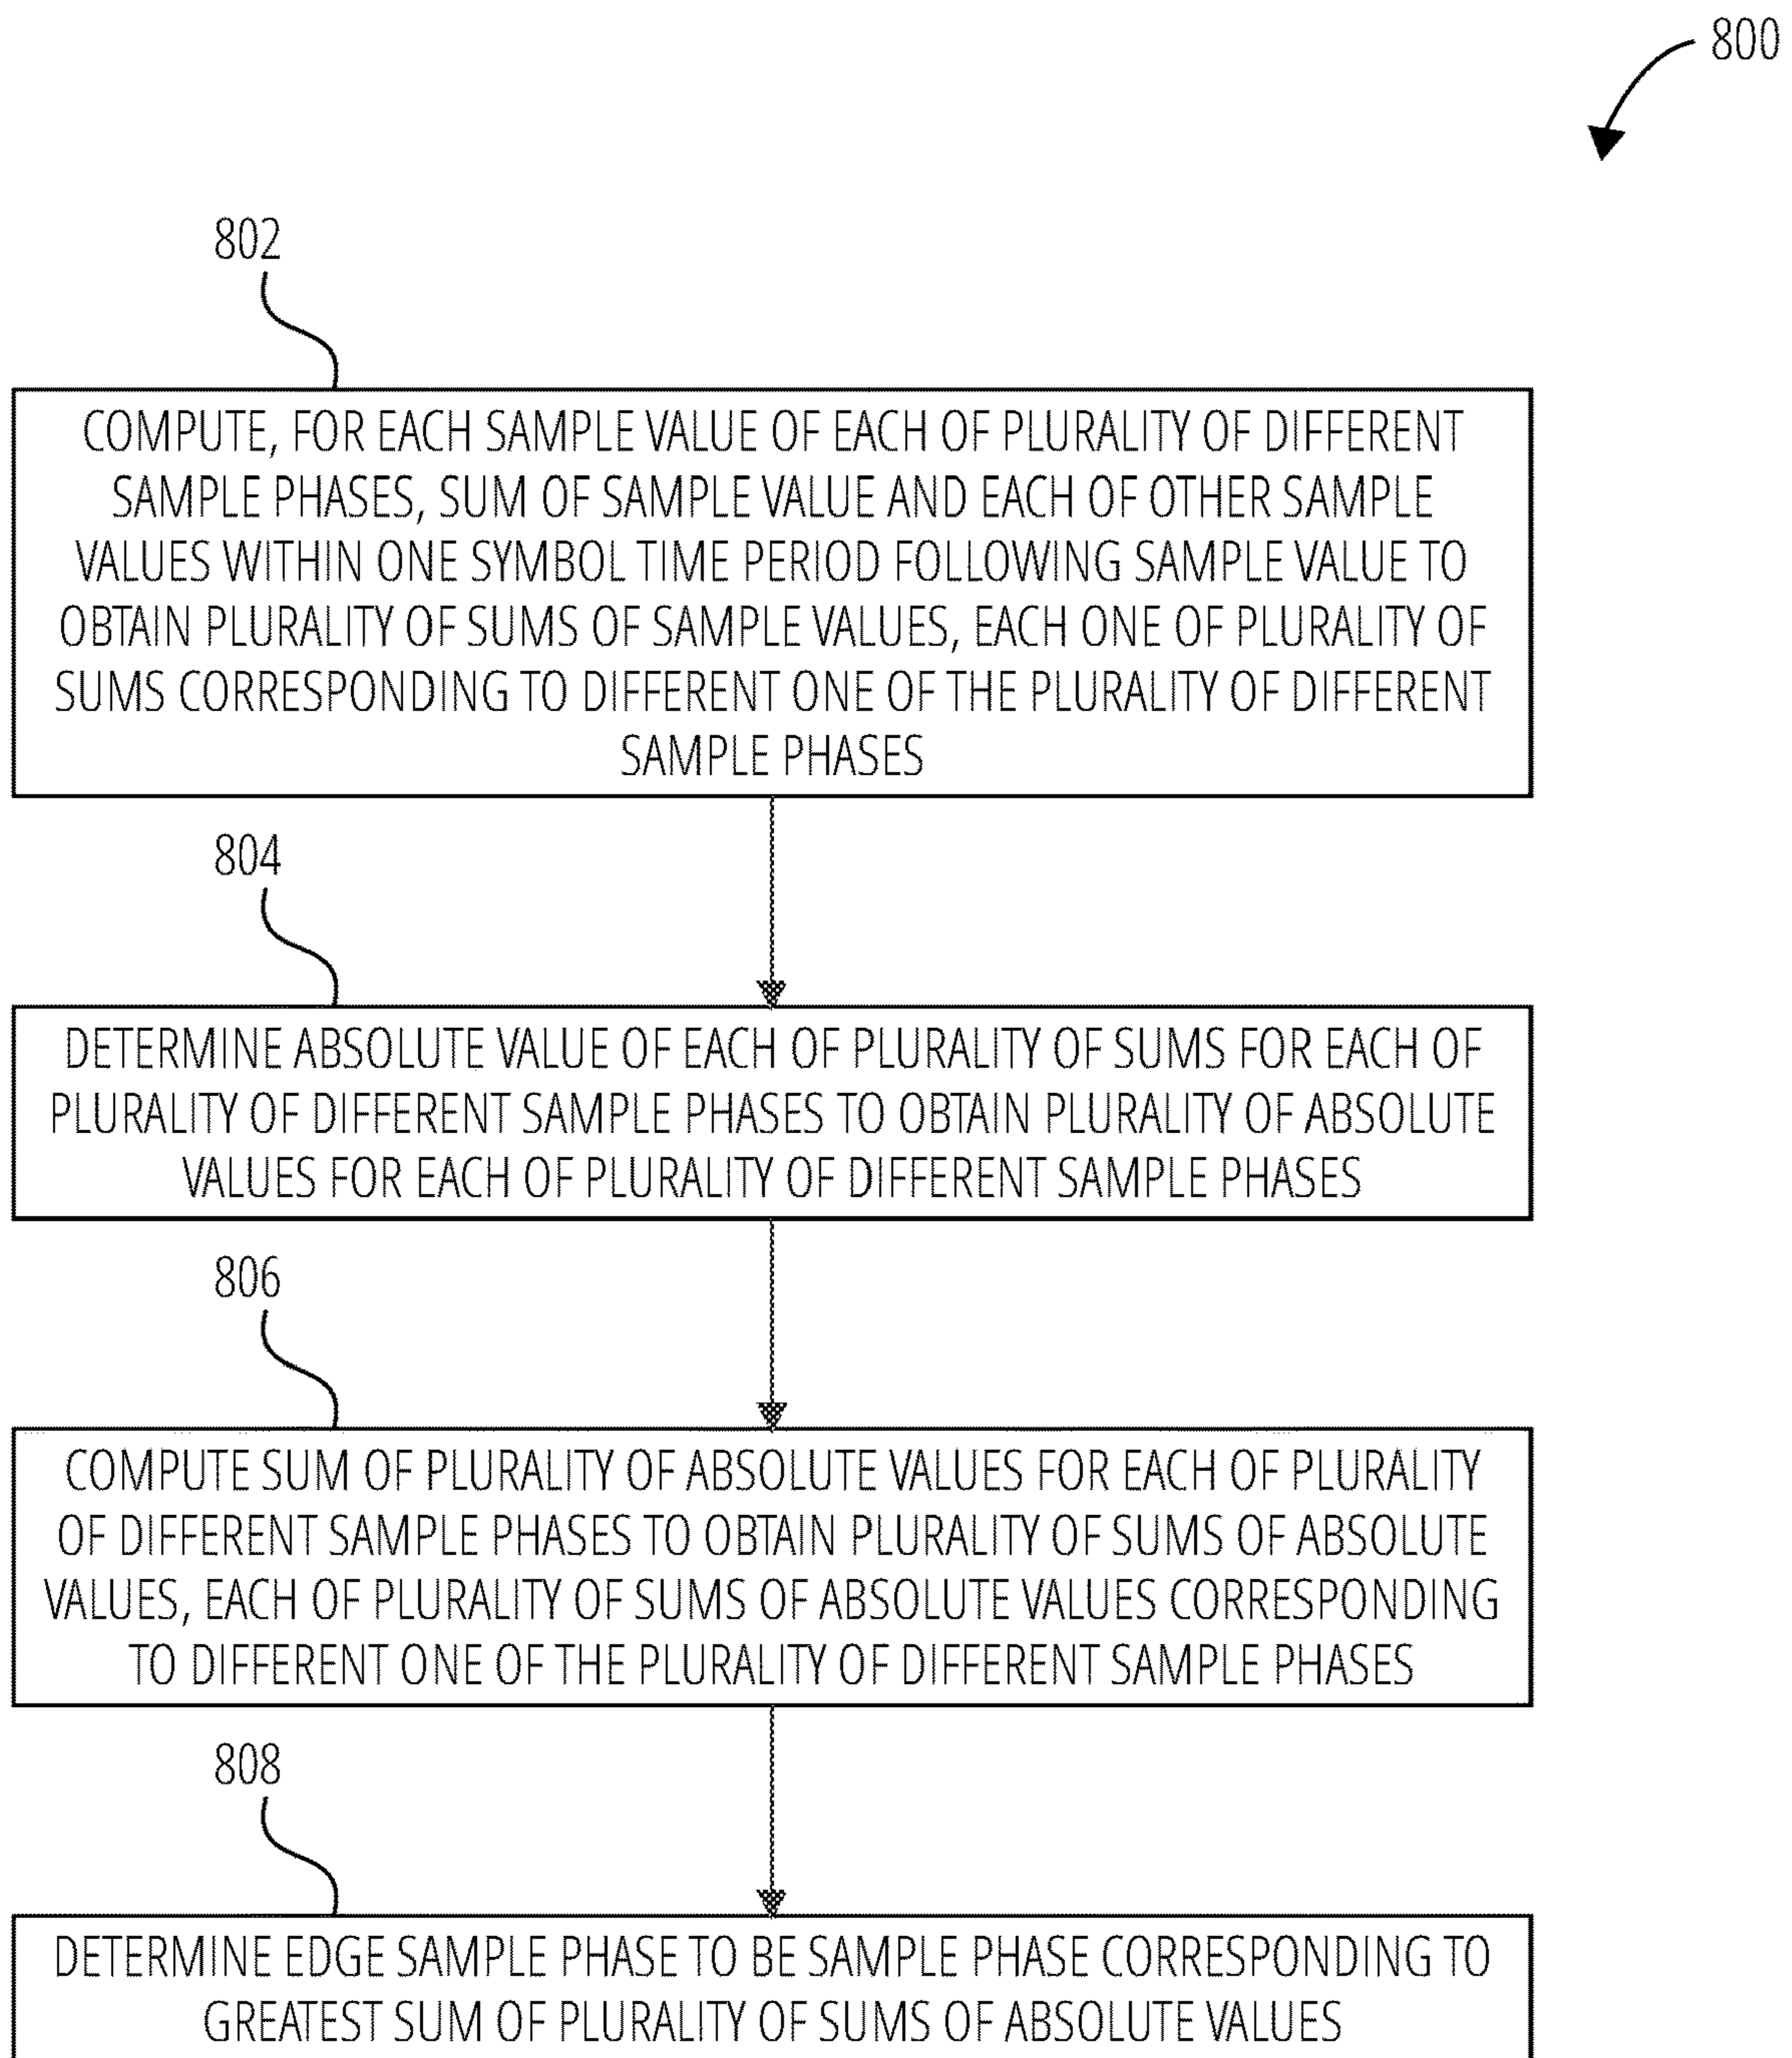 800
802
COMPUTE, FOR EACH SAMPLE VALUE OF EACH OF PLURALITY OF DIFFERENT
SAMPLE PHASES, SUM OF SAMPLE VALUE AND EACH OF OTHER SAMPLE
VALUES WITHIN ONE SYMBOL TIME PERIOD FOLLOWING SAMPLE VALUE TO
OBTAIN PLURALITY OF SUMS OF SAMPLE VALUES, EACH ONE OF PLURALITY OF
SUMS CORRESPONDING TO DIFFERENT ONE OF THE PLURALITY OF DIFFERENT
SAMPLE PHASES
804
DETERMINE ABSOLUTE VALUE OF EACH OF PLURALITY OF SUMS FOR EACH OF
PLURALITY OF DIFFERENT SAMPLE PHASES TO OBTAIN PLURALITY OF ABSOLUTE
VALUES FOR EACH OF PLURALITY OF DIFFERENT SAMPLE PHASES
806
COMPUTE SUM OF PLURALITY OF ABSOLUTE VALUES FOR EACH OF PLURALITY
OF DIFFERENT SAMPLE PHASES TO OBTAIN PLURALITY OF SUMS OF ABSOLUTE
VALUES, EACH OF PLURALITY OF SUMS OF ABSOLUTE VALUES CORRESPONDING
TO DIFFERENT ONE OF THE PLURALITY OF DIFFERENT SAMPLE PHASES
808
DETERMINE EDGE SAMPLE PHASE TO BE SAMPLE PHASE CORRESPONDING TO
GREATEST SUM OF PLURALITY OF SUMS OF ABSOLUTE VALUES